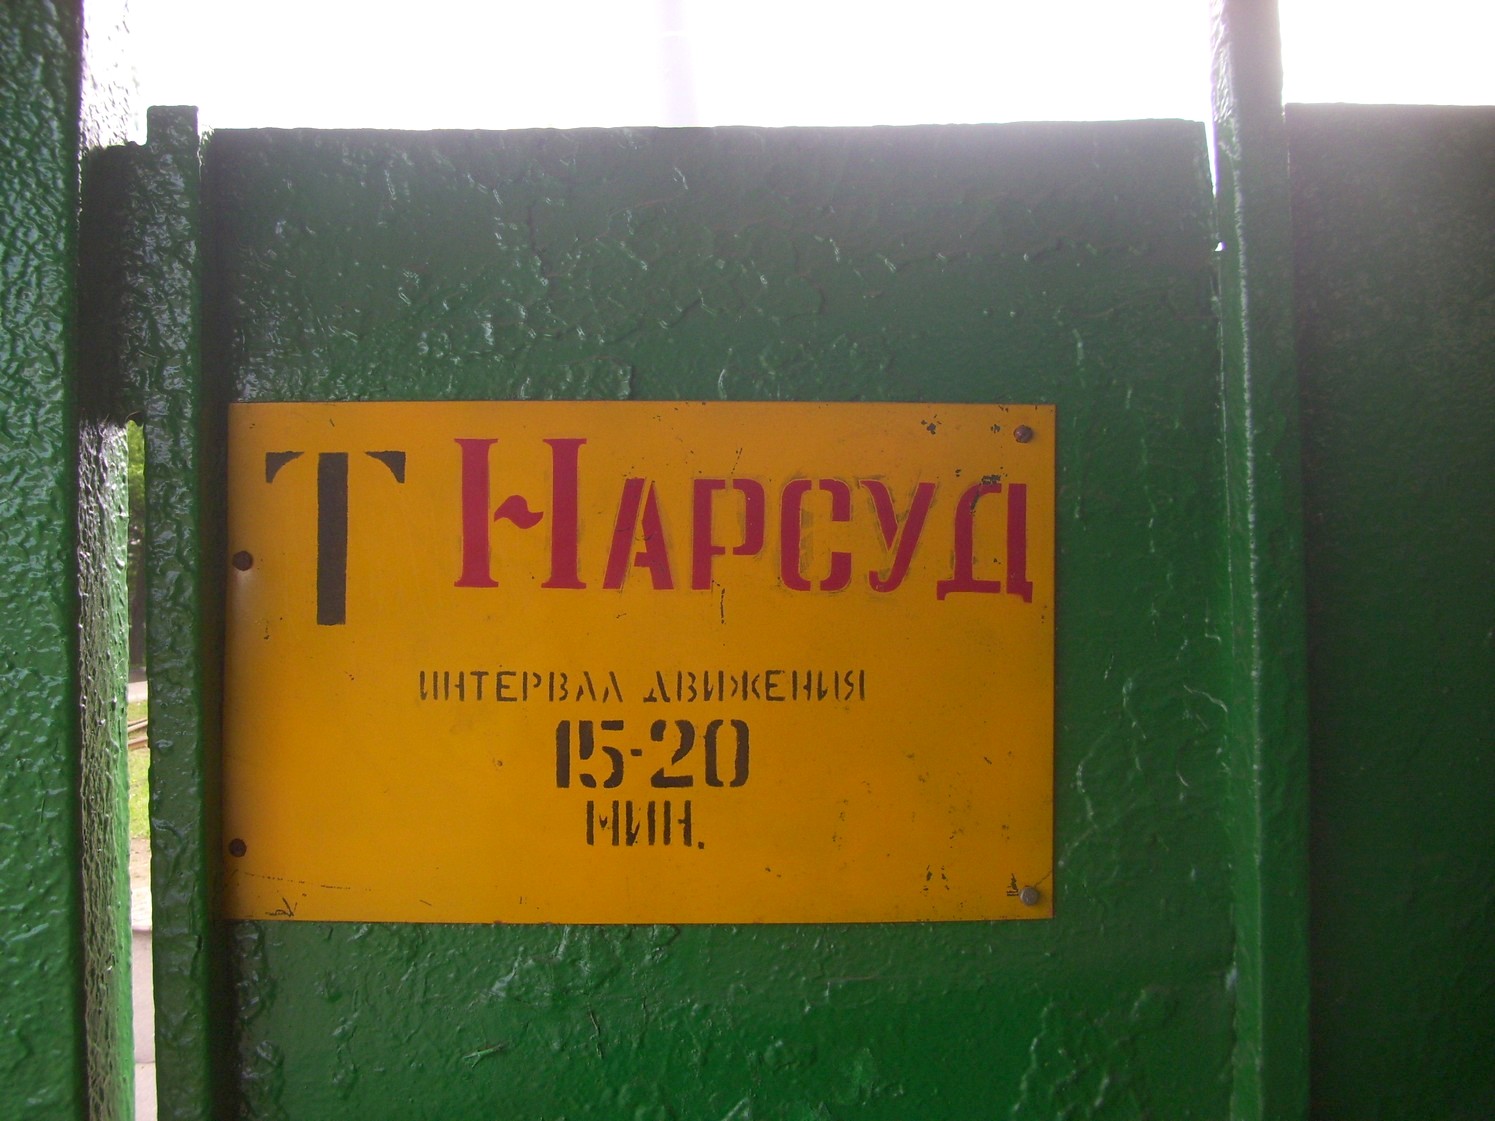 Т Нарсуд
ИНТЕРВАЛ ДВИЖЕНИЯ
15-20
МИН.